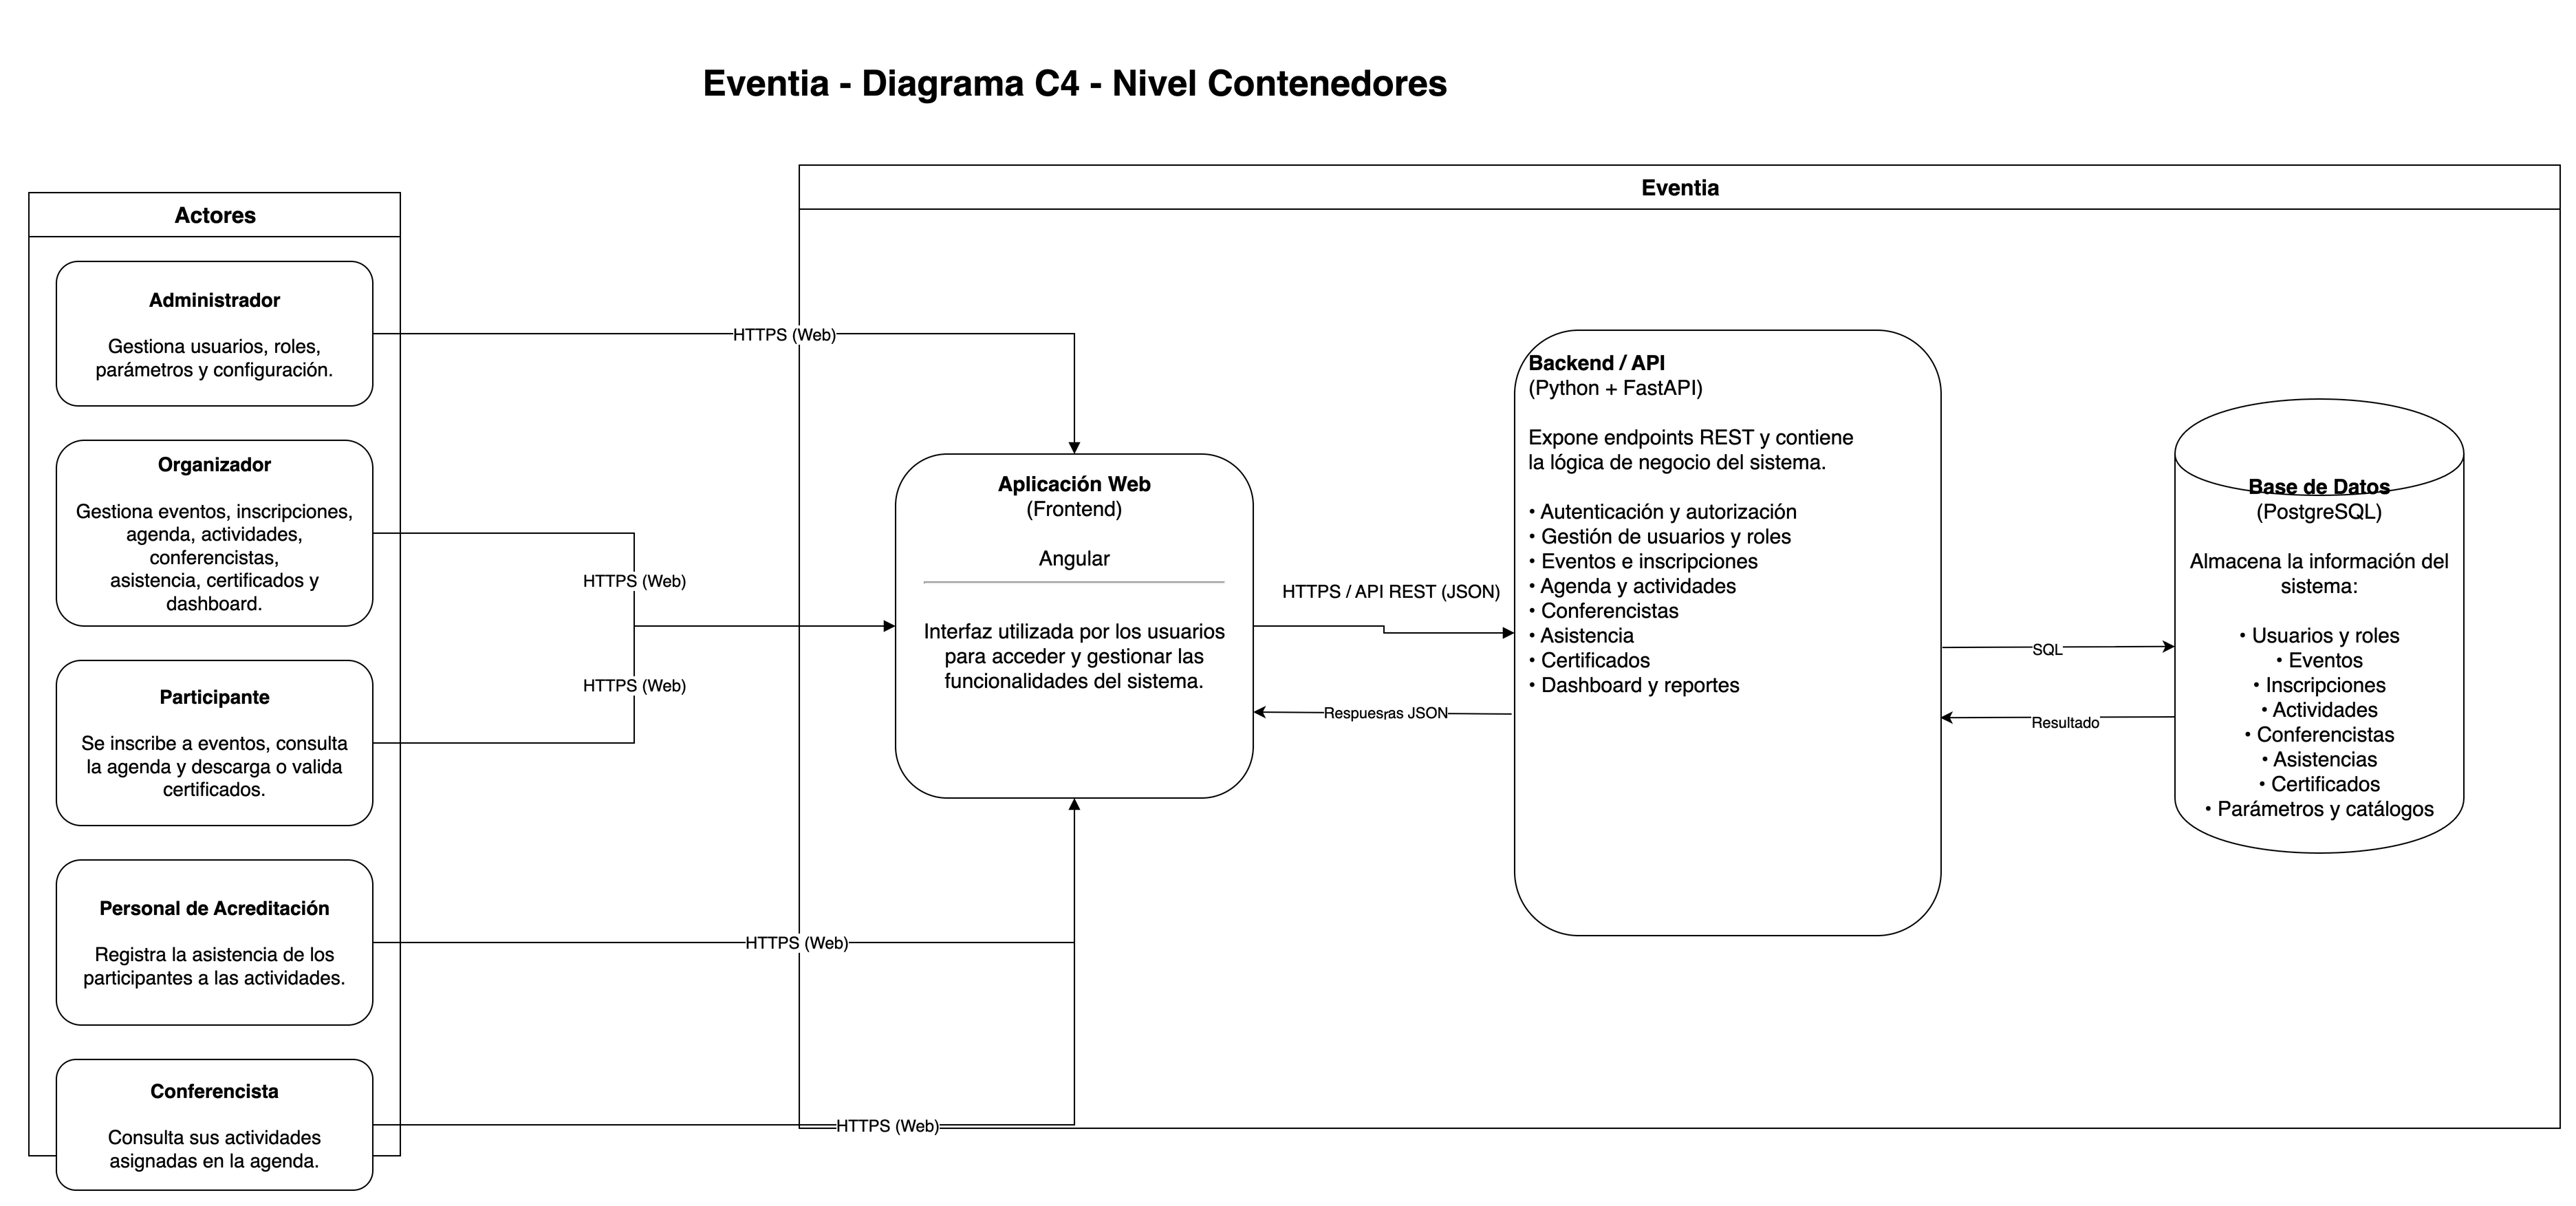 Eventia - Diagrama C4 - Nivel Contenedores
Actores
Administrador
Gestiona usuarios, roles,
parámetros y configuración.
Organizador
Gestiona eventos, inscripciones,
agenda, actividades,
conferencistas,
asistencia, certificados y
dashboard.
Participante
Se inscribe a eventos, consulta
la agenda y descarga o valida
certificados.
Personal de Acreditación
Registra la asistencia de los
participantes a las actividades.
Conferencista
Consulta sus actividades
asignadas en la agenda.
HTTPS (Web)
HTTPS (Web)
HTTPS (Web)
HTTPS (Web)
HTTPS (Web)
Eventia
Aplicación Web
(Frontend)
Angular
Interfaz utilizada por los usuarios
para acceder y gestionar las
funcionalidades del sistema.
HTTPS / API REST (JSON)
Respuesras JSON
Backend / API
(Python + FastAPI)
Expone endpoints REST y contiene
la lógica de negocio del sistema.
• Autenticación y autorización
• Gestión de usuarios y roles
• Eventos e inscripciones
• Agenda y actividades
• Conferencistas
• Asistencia
• Certificados
• Dashboard y reportes
SQL
Resultado
Base de Datos
(PostgreSQL)
Almacena la información del
sistema:
• Usuarios y roles
• Eventos
• Inscripciones
• Actividades
• Conferencistas
• Asistencias
• Certificados
• Parámetros y catálogos